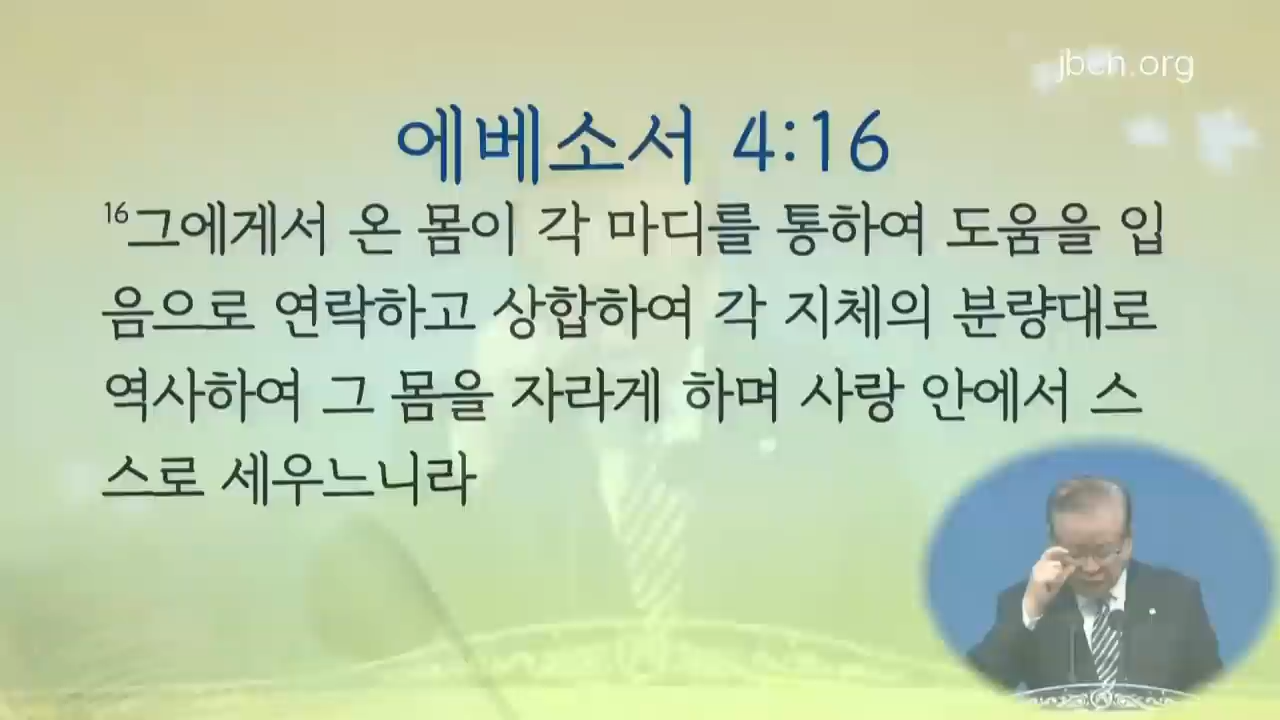 jbch.org
에베소서 4:16
16그에게서 온 몸이 각 마디를 통하여 도움을 입
음으로 연락하고 상합하여 각 지체의 분량대로
역사하여 그 몸을 자라게 하며 사랑 안에서 스
스로 세우느니라